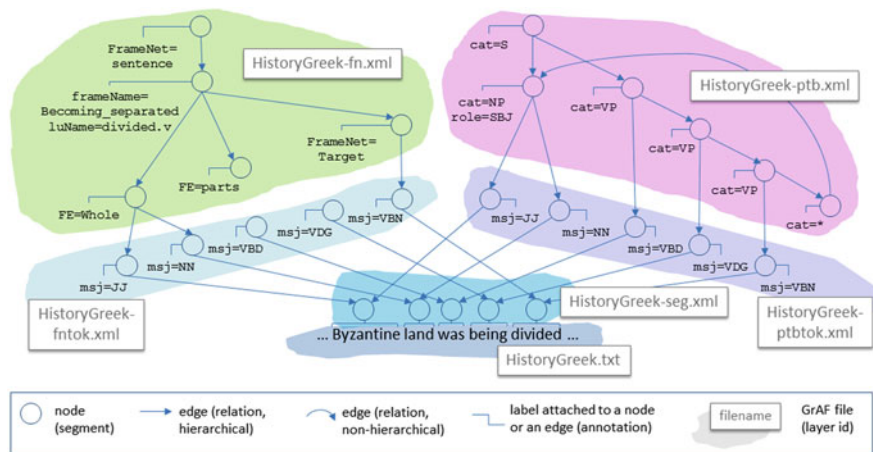 FrameNet=
sentence
HistoryGreek-fn.xml
frameName=
Becoming_separated
luName=divided.v
FrameNet=
Target
FE=parts
FE=Whole
cat=S
HistoryGreek-ptb.xml
cat=NP
role=SBJ
cat=VP
cat=VP
cat=VP
cat=*
msj=JJ
msj=NN
msj=VBD
msj=VDG
msj=VBN
msj=JJ
msj=NN
msj=VBD
msj=VDG
msj=VBN
HistoryGreek-
fntok.xml
HistoryGreek-seg.xml
HistoryGreek-
ptbtok.xml
... Byzantine land was being divided ...
HistoryGreek.txt
node
(segment)
edge (relation,
hierarchical)
edge (relation,
non-hierarchical)
label attached to a node
or an edge (annotation)
filename
GrAF file
(layer id)